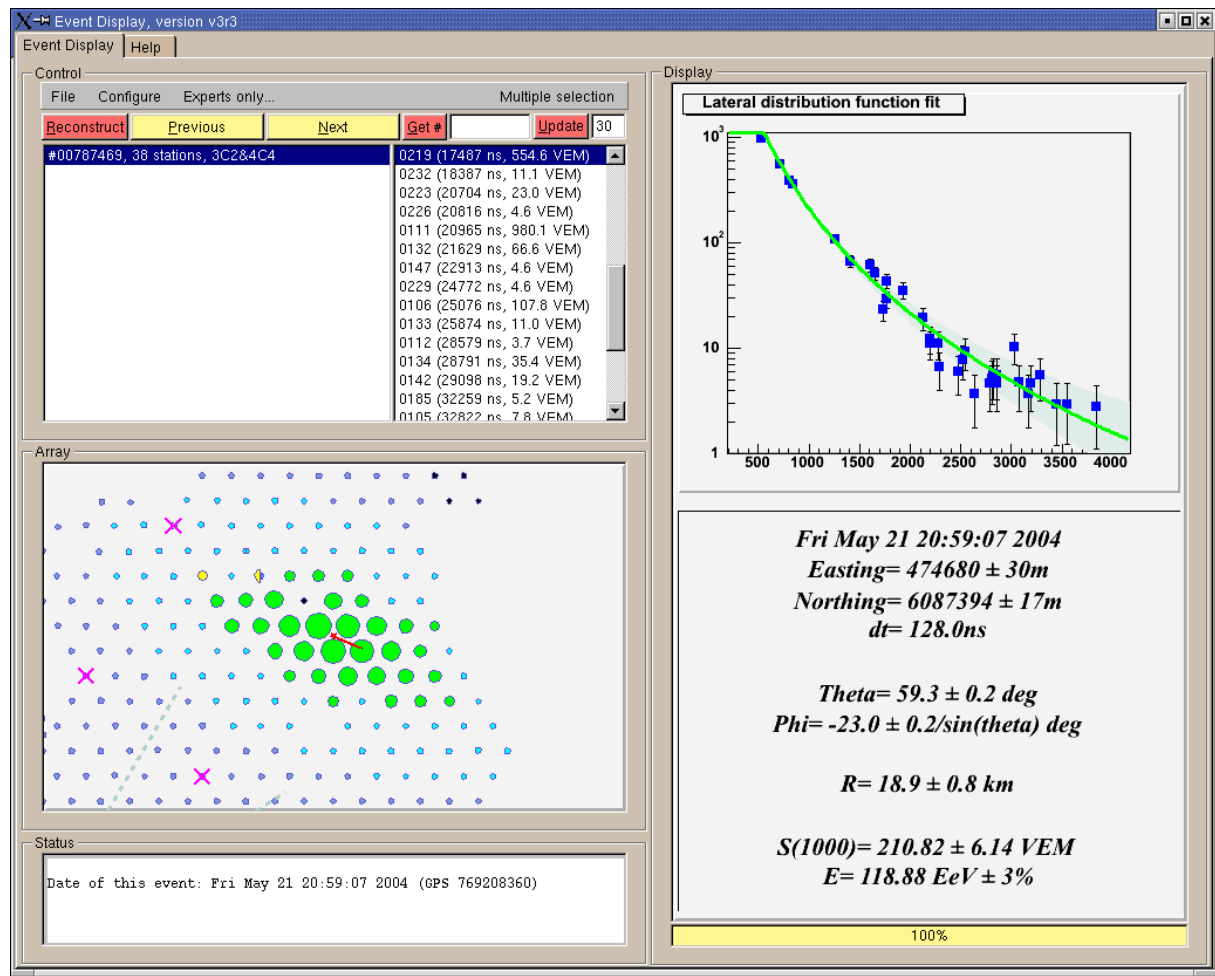 Event Display, version v3r3
Event Display Help
Control
File Configure Experts only... Multiple selection
Reconstruct Previous Next Get # Update 30
#00787469, 38 stations, 3C2&4C4
0219 (17487 ns, 554.6 VEM)
0232 (18387 ns, 11.1 VEM)
0223 (20704 ns, 23.0 VEM)
0226 (20816 ns, 4.6 VEM)
0111 (20965 ns, 980.1 VEM)
0132 (21629 ns, 66.6 VEM)
0147 (22913 ns, 4.6 VEM)
0229 (24772 ns, 4.6 VEM)
0106 (25076 ns, 107.8 VEM)
0133 (25874 ns, 11.0 VEM)
0112 (28579 ns, 3.7 VEM)
0134 (28791 ns, 35.4 VEM)
0142 (29098 ns, 19.2 VEM)
0185 (32259 ns, 5.2 VEM)
0105 (32822 ns, 7.8 VEM)
Array
Status
Date of this event: Fri May 21 20:59:07 2004 (GPS 769208360)
Display
Lateral distribution function fit
10³
10²
10
1
500 1000 1500 2000 2500 3000 3500 4000
Fri May 21 20:59:07 2004
Easting= 474680 ± 30m
Northing= 6087394 ± 17m
dt= 128.0ns
Theta= 59.3 ± 0.2 deg
Phi= -23.0 ± 0.2/sin(theta) deg
R= 18.9 ± 0.8 km
S(1000)= 210.82 ± 6.14 VEM
E= 118.88 EeV ± 3%
100%